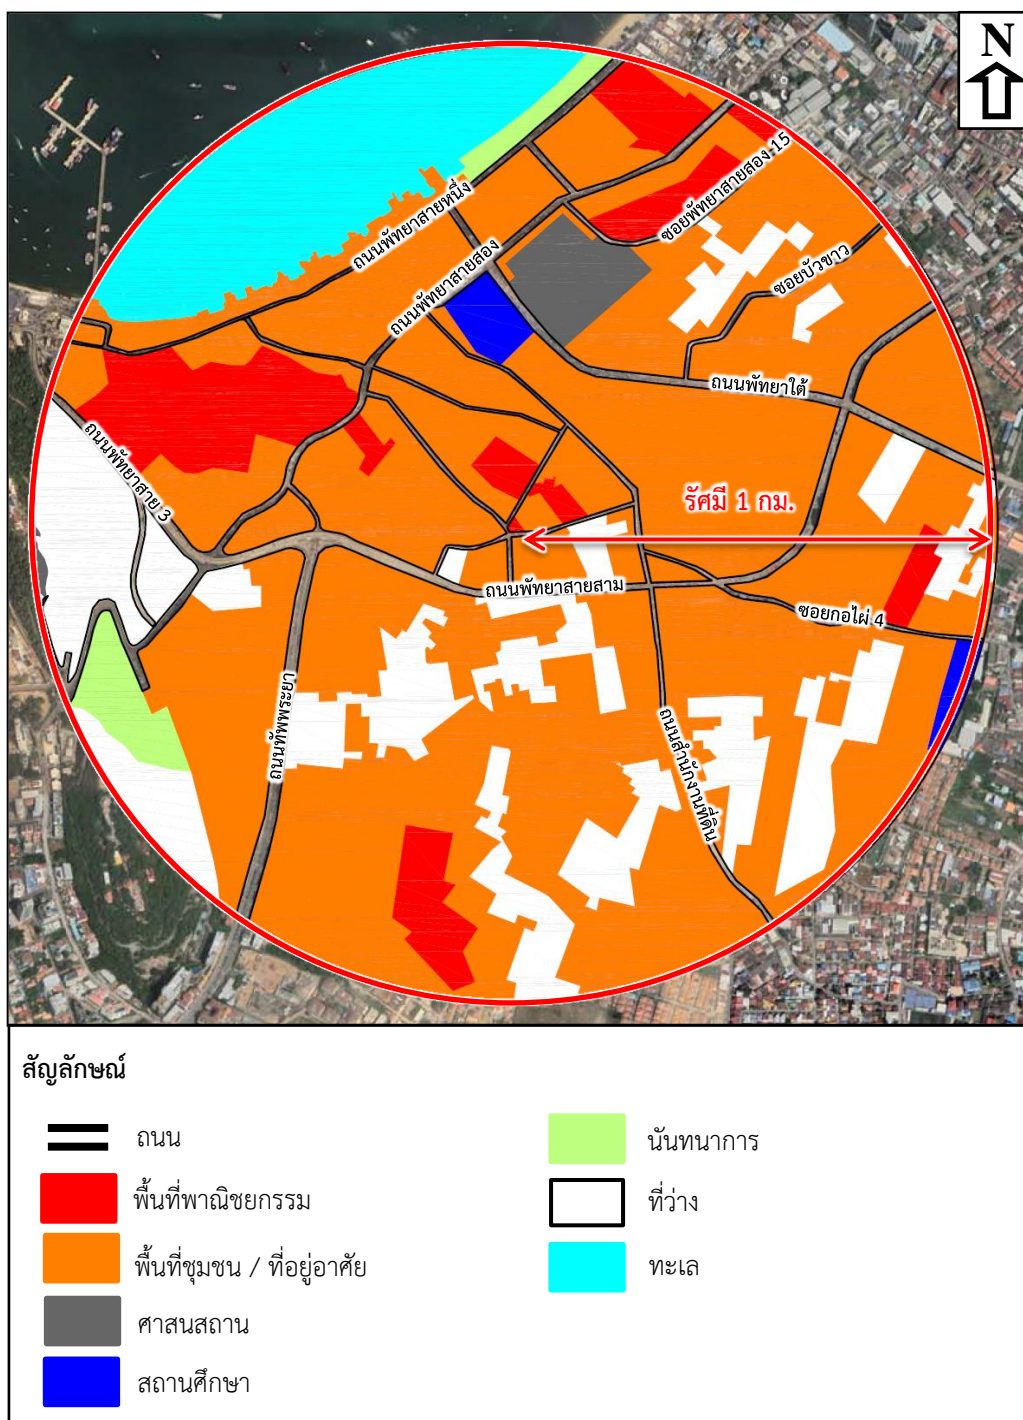 N
ซอยพัทยาสายสอง 15
ถนนพัทยาสายหนึ่ง
ถนนพัทยาสายสอง
ซอยบัวขาว
ถนนพัทยาใต้
ถนนพัทยาสาย 3
รัศมี 1 กม.
ถนนพัทยาสายสาม
ซอยกอไผ่ 4
ถนนทัพพระยา
ถนนสำนักงานที่ดิน
สัญลักษณ์
ถนน
พื้นที่พาณิชยกรรม
พื้นที่ชุมชน / ที่อยู่อาศัย
ศาสนสถาน
สถานศึกษา
นันทนาการ
ที่ว่าง
ทะเล